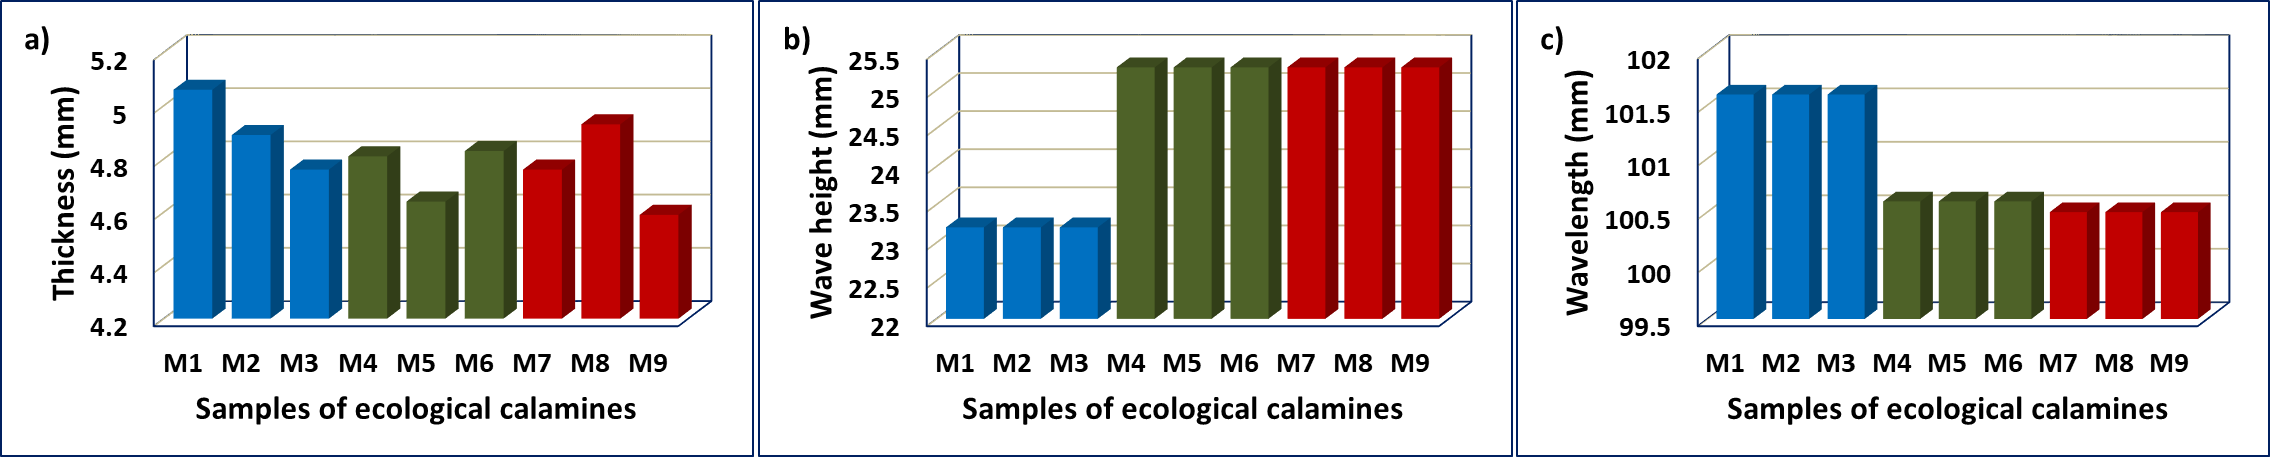 a)
Thickness (mm)
5.2
5
4.8
4.6
4.4
4.2
M1 M2 M3 M4 M5 M6 M7 M8 M9
Samples of ecological calamines
b)
Wave height (mm)
25.5
25
24.5
24
23.5
23
22.5
22
M1 M2 M3 M4 M5 M6 M7 M8 M9
Samples of ecological calamines
c)
Wavelength (mm)
102
101.5
101
100.5
100
99.5
M1 M2 M3 M4 M5 M6 M7 M8 M9
Samples of ecological calamines